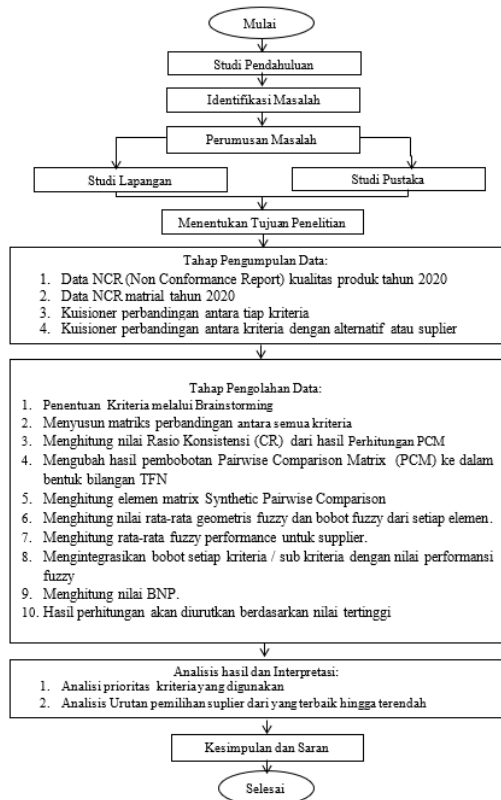 Mulai
Studi Pendahuluan
Identifikasi Masalah
Perumusan Masalah
Studi Lapangan
Studi Pustaka
Menentukan Tujuan Penelitian
Tahap Pengumpulan Data:
1. Data NCR (Non Conformance Report) kualitas produk tahun 2020
2. Data NCR matrial tahun 2020
3. Kuisioner perbandingan antara tiap kriteria
4. Kuisioner perbandingan antara kriteria dengan alternatif atau suplier
Tahap Pengolahan Data:
1. Penentuan Kriteria melalui Brainstorming
2. Menyusun matriks perbandingan antara semua kriteria
3. Menghitung nilai Rasio Konsistensi (CR) dari hasil Perhitungan PCM
4. Mengubah hasil pembobotan Pairwise Comparison Matrix (PCM) ke dalam
bentuk bilangan TFN
5. Menghitung elemen matrix Synthetic Pairwise Comparison
6. Menghitung nilai rata-rata geometris fuzzy dan bobot fuzzy dari setiap elemen.
7. Menghitung rata-rata fuzzy performance untuk supplier.
8. Mengintegrasikan bobot setiap kriteria / sub kriteria dengan nilai performansi
fuzzy
9. Menghitung nilai BNP.
10. Hasil perhitungan akan diurutkan berdasarkan nilai tertinggi
Analisis hasil dan Interpretasi:
1. Analisi prioritas kriteria yang digunakan
2. Analisis Urutan pemilihan suplier dari yang terbaik hingga terendah
Kesimpulan dan Saran
Selesai